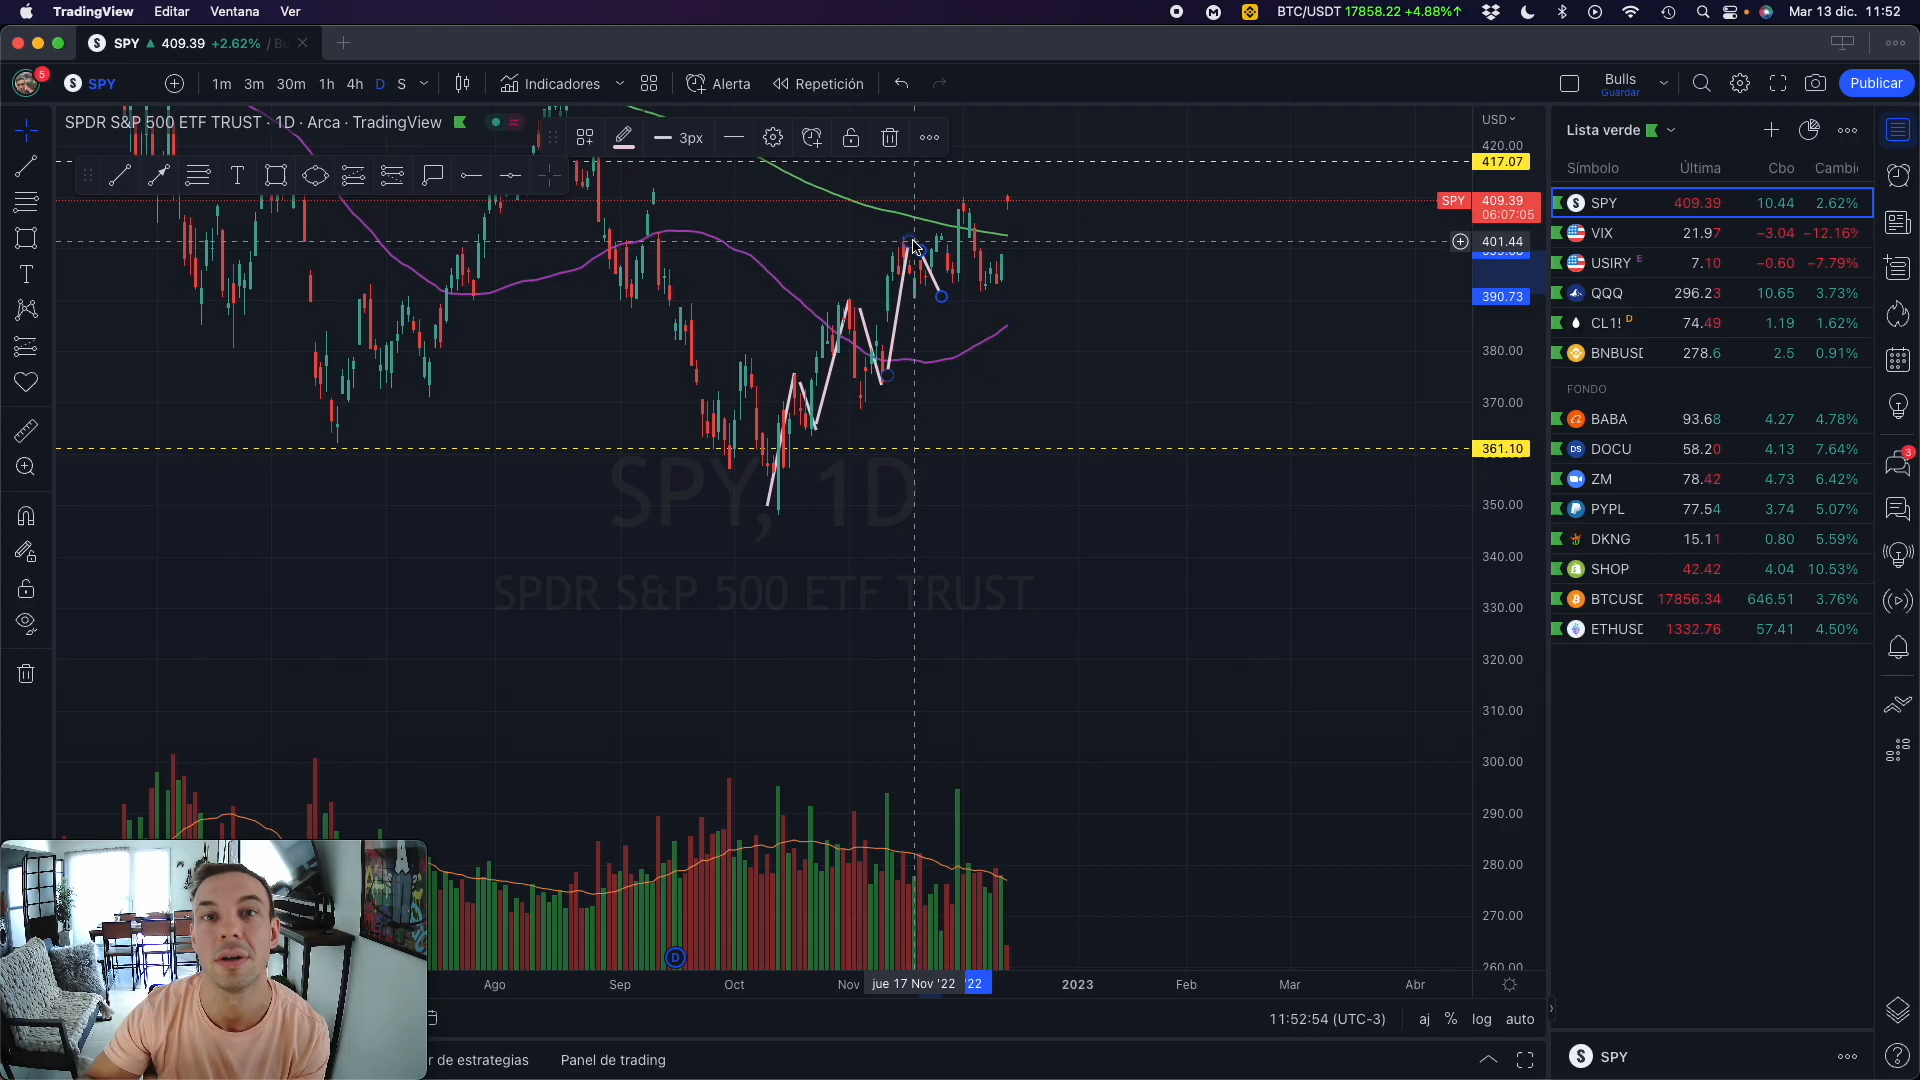 TradingView Editar Ventana Ver BTC/USDT 17858.22 +4.88%↑ Mar 13 dic. 11:52
SPY ▲ 409.39 +2.62% /
5 SPY 1m 3m 30m 1h 4h D S Indicadores Alerta Repetición Bulls Guardar Publicar
SPDR S&P 500 ETF TRUST · 1D · Arca · TradingView
3px
USD
420.00
417.07
SPY 409.39
06:07:05
401.44
390.73
380.00
370.00
361.10
350.00
340.00
330.00
320.00
310.00
300.00
290.00
280.00
270.00
260.00
SPY, 1D
SPDR S&P 500 ETF TRUST
D
Ago Sep Oct Nov jue 17 Nov '22 '22 2023 Feb Mar Abr
11:52:54 (UTC-3) aj % log auto
r de estrategias Panel de trading
Lista verde
Símbolo Última Cbo Cambi
SPY 409.39 10.44 2.62%
VIX 21.97 −3.04 −12.16%
USIRY E 7.10 −0.60 −7.79%
QQQ 296.23 10.65 3.73%
CL1! D 74.49 1.19 1.62%
BNBUSD 278.6 2.5 0.91%
FONDO
BABA 93.68 4.27 4.78%
DOCU 58.20 4.13 7.64%
ZM 78.42 4.73 6.42%
PYPL 77.54 3.74 5.07%
DKNG 15.11 0.80 5.59%
SHOP 42.42 4.04 10.53%
BTCUSD 17856.34 646.51 3.76%
ETHUSD 1332.76 57.41 4.50%
3
SPY